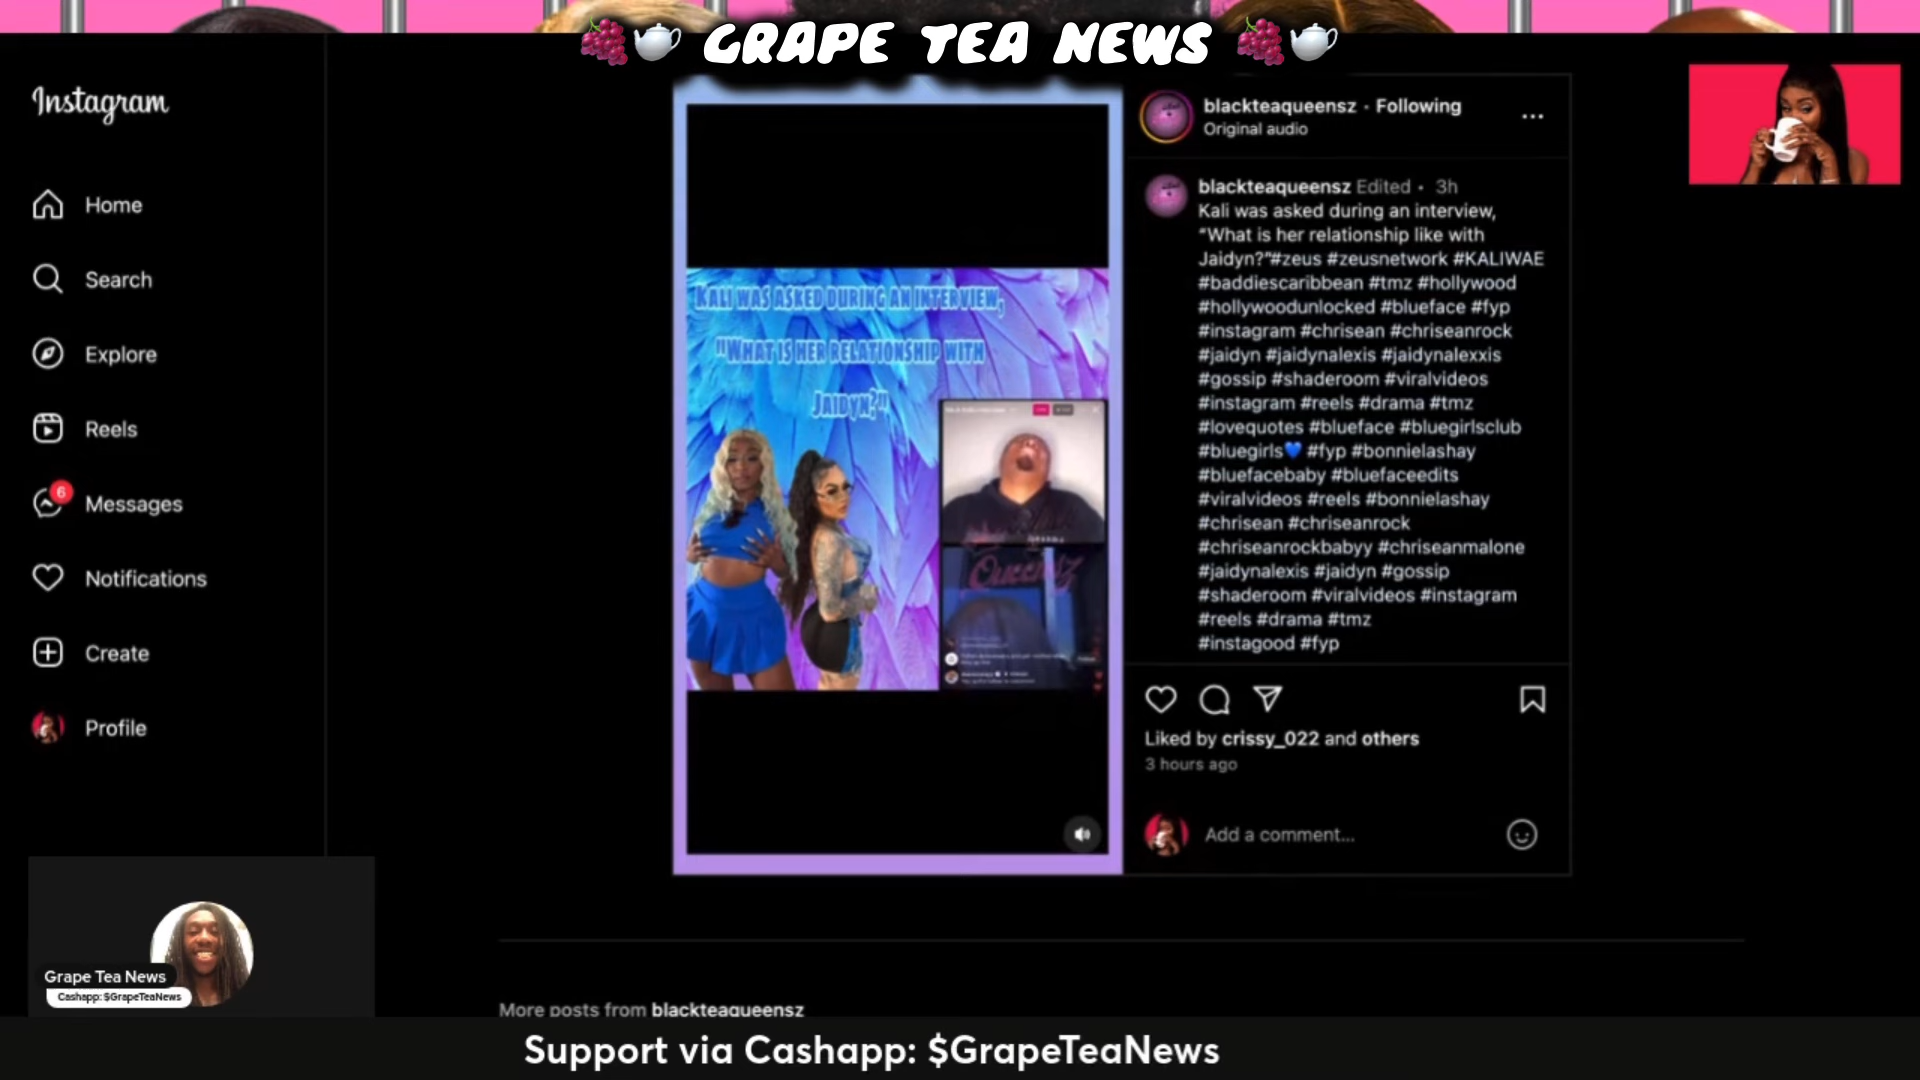 GRAPE TEA NEWS
Instagram
Home
Search
Explore
Reels
6
Messages
Notifications
Create
Profile
KALI WAS ASKED DURING AN INTERVIEW,
"WHAT IS HER RELATIONSHIP WITH
JAIDYN?"
Queensz
blackteaqueensz • Following
Original audio
blackteaqueensz Edited • 3h
Kali was asked during an interview,
“What is her relationship like with
Jaidyn?”#zeus #zeusnetwork #KALIWAE
#baddiescaribbean #tmz #hollywood
#hollywoodunlocked #blueface #fyp
#instagram #chrisean #chriseanrock
#jaidyn #jaidynalexis #jaidynalexxis
#gossip #shaderoom #viralvideos
#instagram #reels #drama #tmz
#lovequotes #blueface #bluegirlsclub
#bluegirls💙 #fyp #bonnielashay
#bluefacebaby #bluefaceedits
#viralvideos #reels #bonnielashay
#chrisean #chriseanrock
#chriseanrockbabyy #chriseanmalone
#jaidynalexis #jaidyn #gossip
#shaderoom #viralvideos #instagram
#reels #drama #tmz
#instagood #fyp
Liked by crissy_022 and others
3 hours ago
Add a comment...
More posts from blackteaqueensz
Grape Tea News
Cashapp: $GrapeTeaNews
Support via Cashapp: $GrapeTeaNews